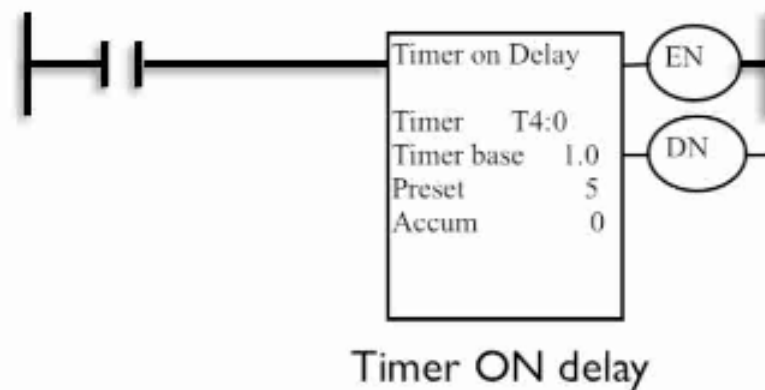 Timer on Delay
EN
Timer T4:0
DN
Timer base 1.0
Preset 5
Accum 0
Timer ON delay